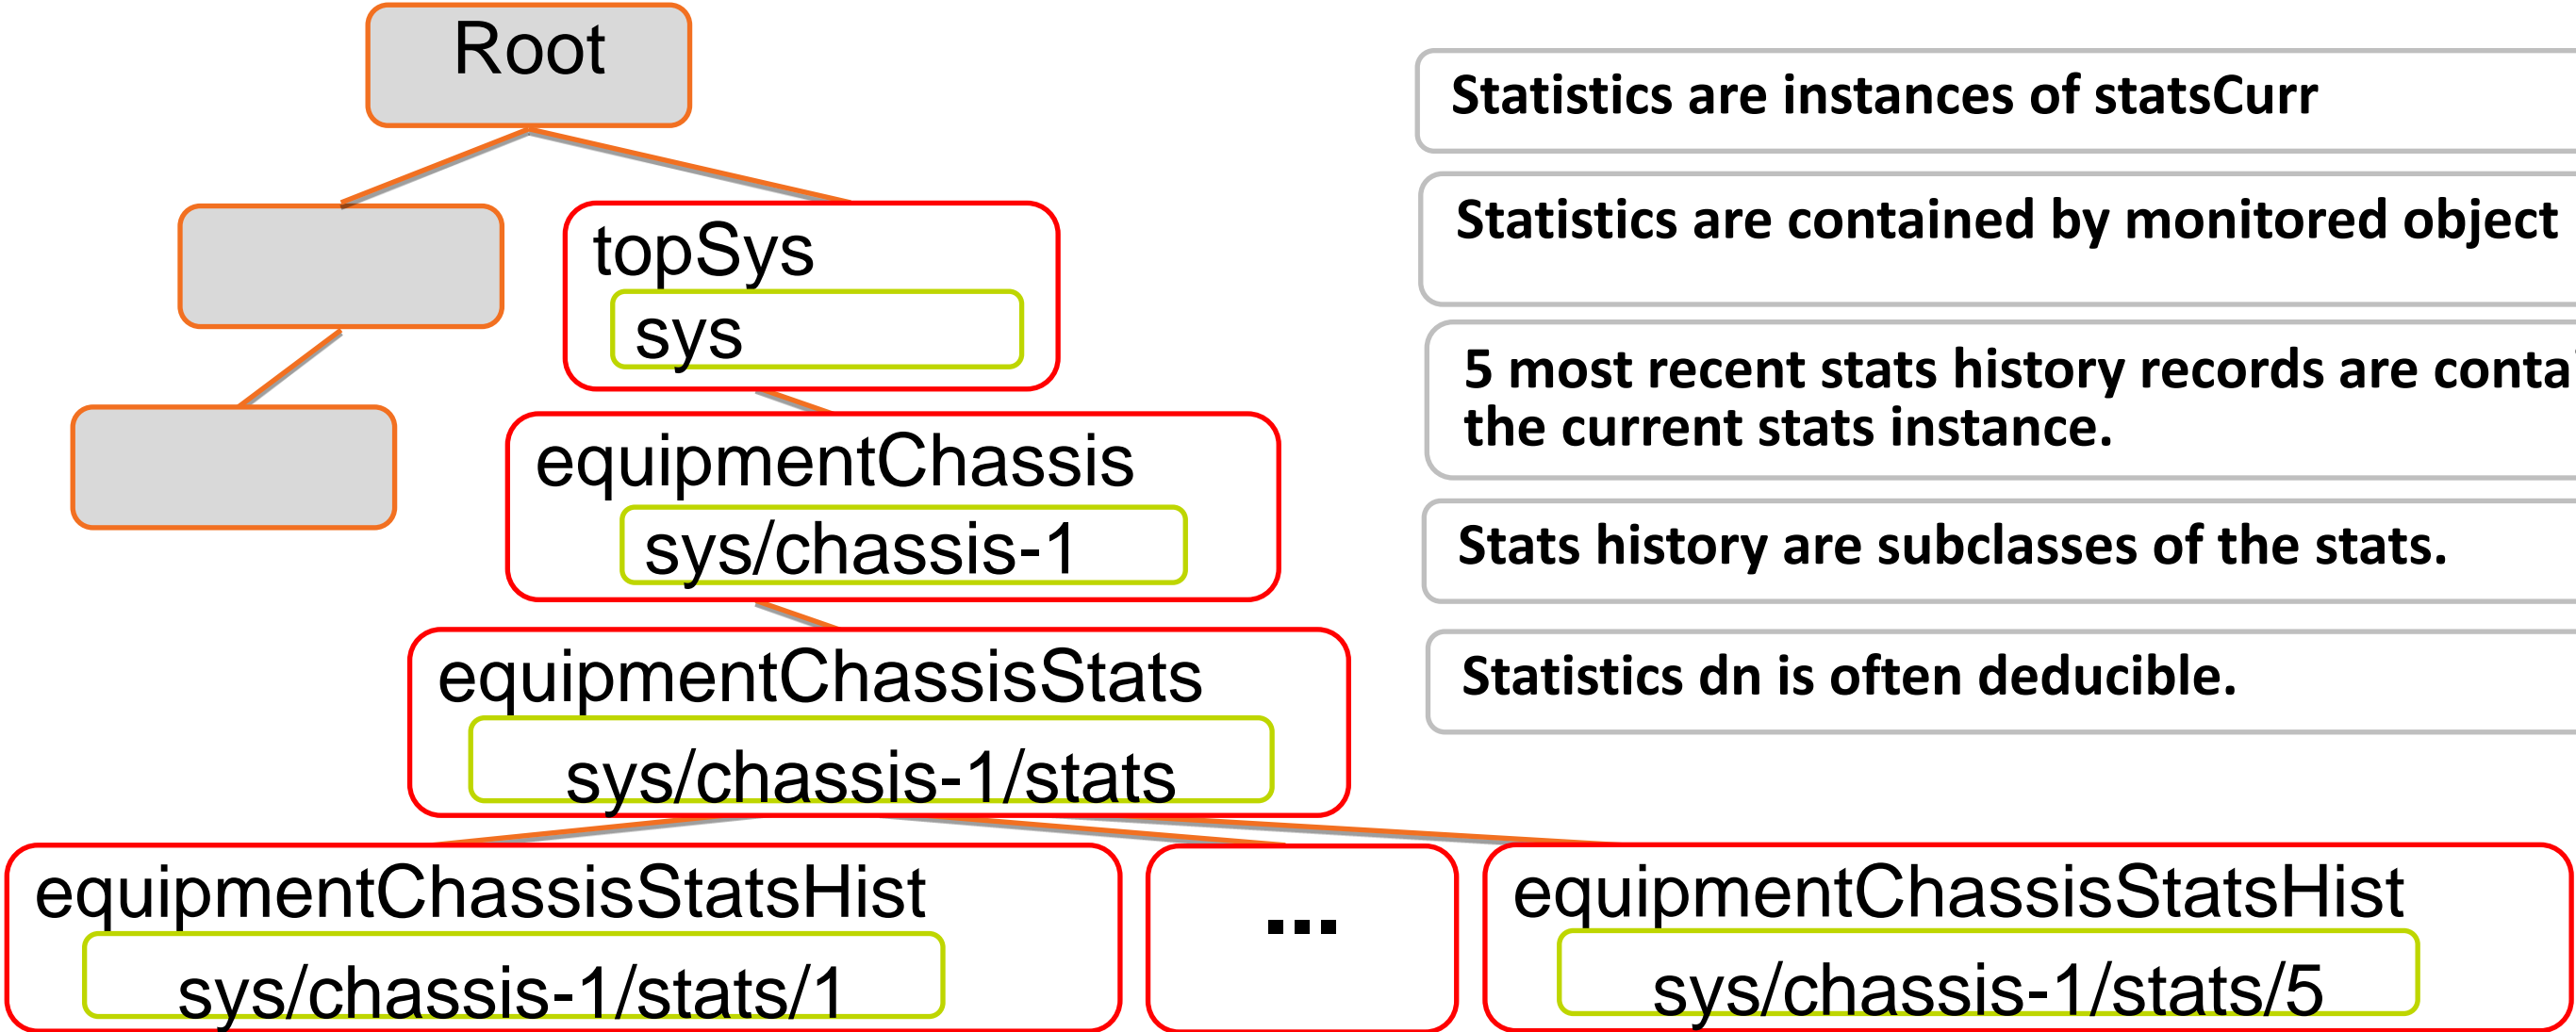 Root
topSys
sys
equipmentChassis
sys/chassis-1
equipmentChassisStats
sys/chassis-1/stats
equipmentChassisStatsHist
sys/chassis-1/stats/1
...
equipmentChassisStatsHist
sys/chassis-1/stats/5
Statistics are instances of statsCurr
Statistics are contained by monitored object
5 most recent stats history records are
the current stats instance.
Stats history are subclasses of the stats.
Statistics dn is often deducible.